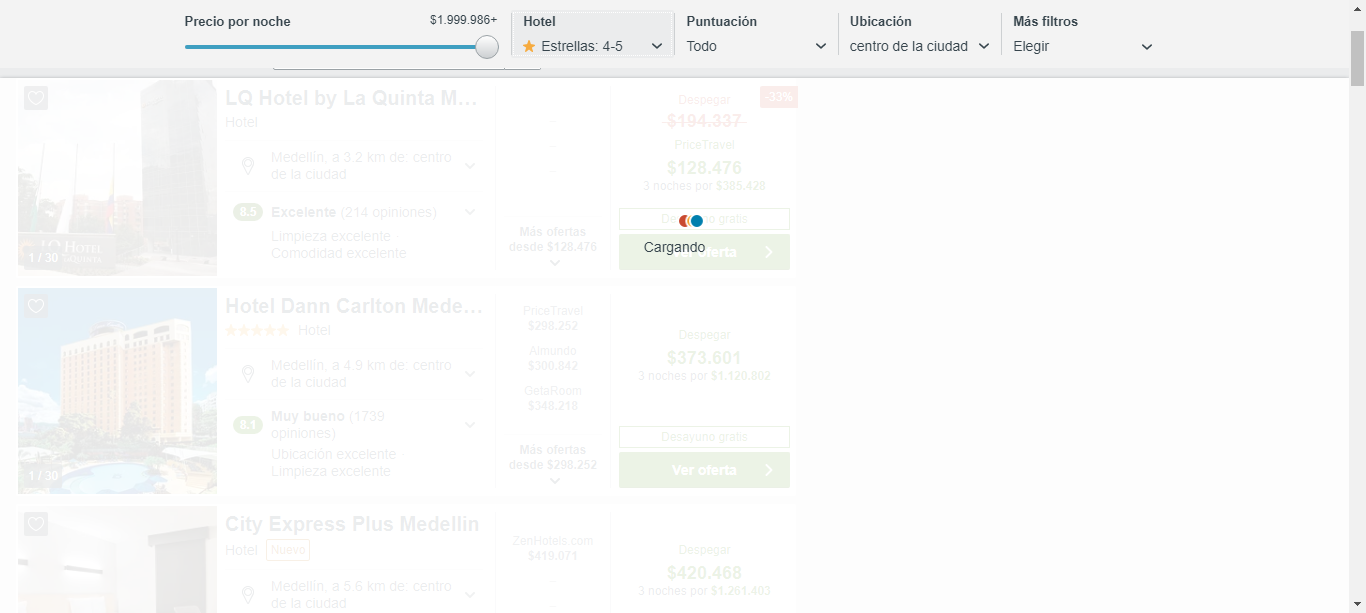 Precio por noche
$1.999.986+
Hotel
Estrellas: 4-5
Puntuación
Todo
Ubicación
centro de la ciudad
Más filtros
Elegir
LQ Hotel by La Quinta M...
Hotel
Medellín, a 3.2 km de: centro
de la ciudad
8.5 Excelente (214 opiniones)
Limpieza excelente
Comodidad excelente
1 / 30
-
-
-
Más ofertas
desde $128.476
Despegar
-33%
$194.337
PriceTravel
$128.476
3 noches por $385.428
Cargando
Ver oferta
Hotel Dann Carlton Mede...
Hotel
Medellín, a 4.9 km de: centro
de la ciudad
8.1 Muy bueno (1739
opiniones)
Ubicación excelente
Limpieza excelente
1 / 30
PriceTravel
$298.252
Almundo
$300.842
GetaRoom
$348.218
Más ofertas
desde $298.252
Despegar
$373.601
3 noches por $1.120.802
Desayuno gratis
Ver oferta
City Express Plus Medellin
Hotel Nuevo
Medellín, a 5.6 km de: centro
de la ciudad
ZenHotels.com
$419.071
-
-
Despegar
$420.468
3 noches por $1.261.403